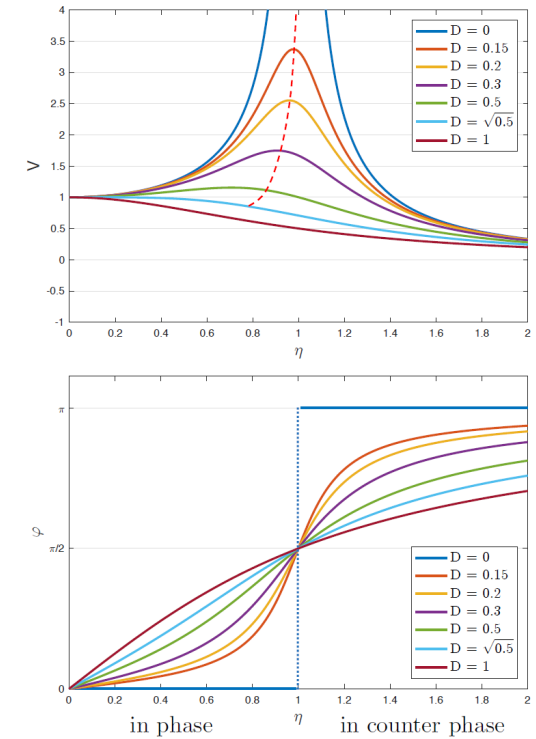 4
3.5
3
2.5
2
1.5
1
0.5
0
-0.5
-1
V
0 0.2 0.4 0.6 0.8 1 1.2 1.4 1.6 1.8 2
η
D = 0
D = 0.15
D = 0.2
D = 0.3
D = 0.5
D = √0.5
D = 1
π
π/2
0
φ
0 0.2 0.4 0.6 0.8 1 1.2 1.4 1.6 1.8 2
η
D = 0
D = 0.15
D = 0.2
D = 0.3
D = 0.5
D = √0.5
D = 1
in phase
in counter phase